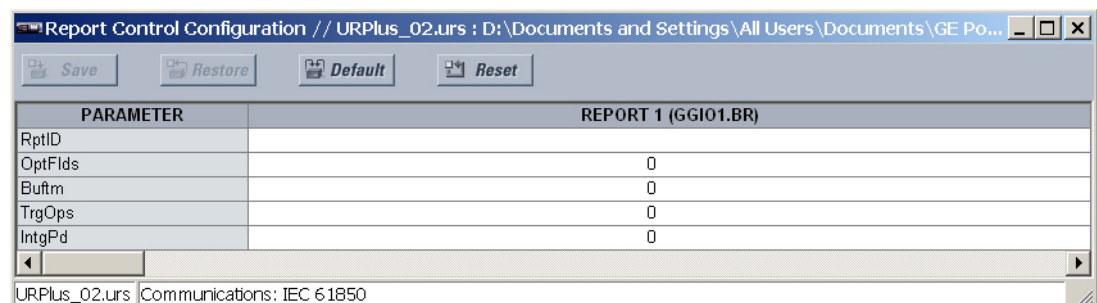 Report Control Configuration // URPlus_02.urs : D:\Documents and Settings\All Users\Documents\GE Po...
Save Restore Default Reset
PARAMETER REPORT 1 (GGIO1.BR)
RptID
OptFlds 0
Buftm 0
TrgOps 0
IntgPd 0
URPlus_02.urs Communications: IEC 61850